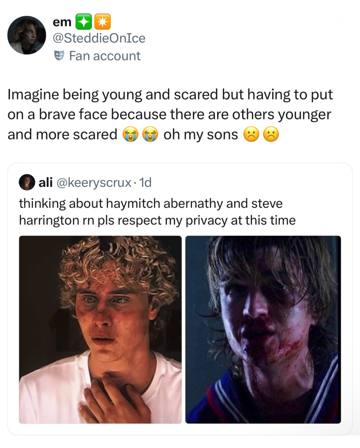 em ❇️✴️
@SteddieOnIce
Fan account
Imagine being young and scared but having to put
on a brave face because there are others younger
and more scared 😭😭 oh my sons ☹️☹️
ali @keeryscrux · 1d
thinking about haymitch abernathy and steve
harrington rn pls respect my privacy at this time